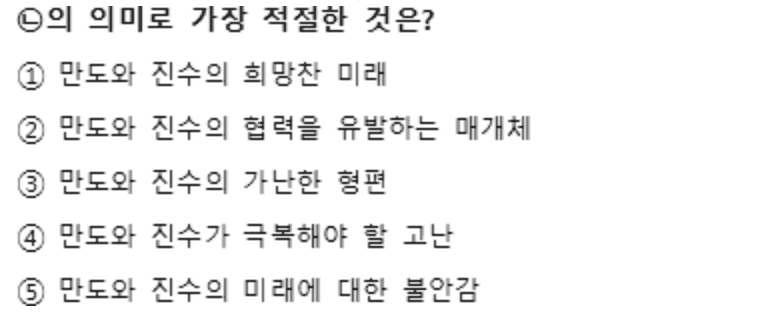 ㉡의 의미로 가장 적절한 것은?
① 만도와 진수의 희망찬 미래
② 만도와 진수의 협력을 유발하는 매개체
③ 만도와 진수의 가난한 형편
④ 만도와 진수가 극복해야 할 고난
⑤ 만도와 진수의 미래에 대한 불안감